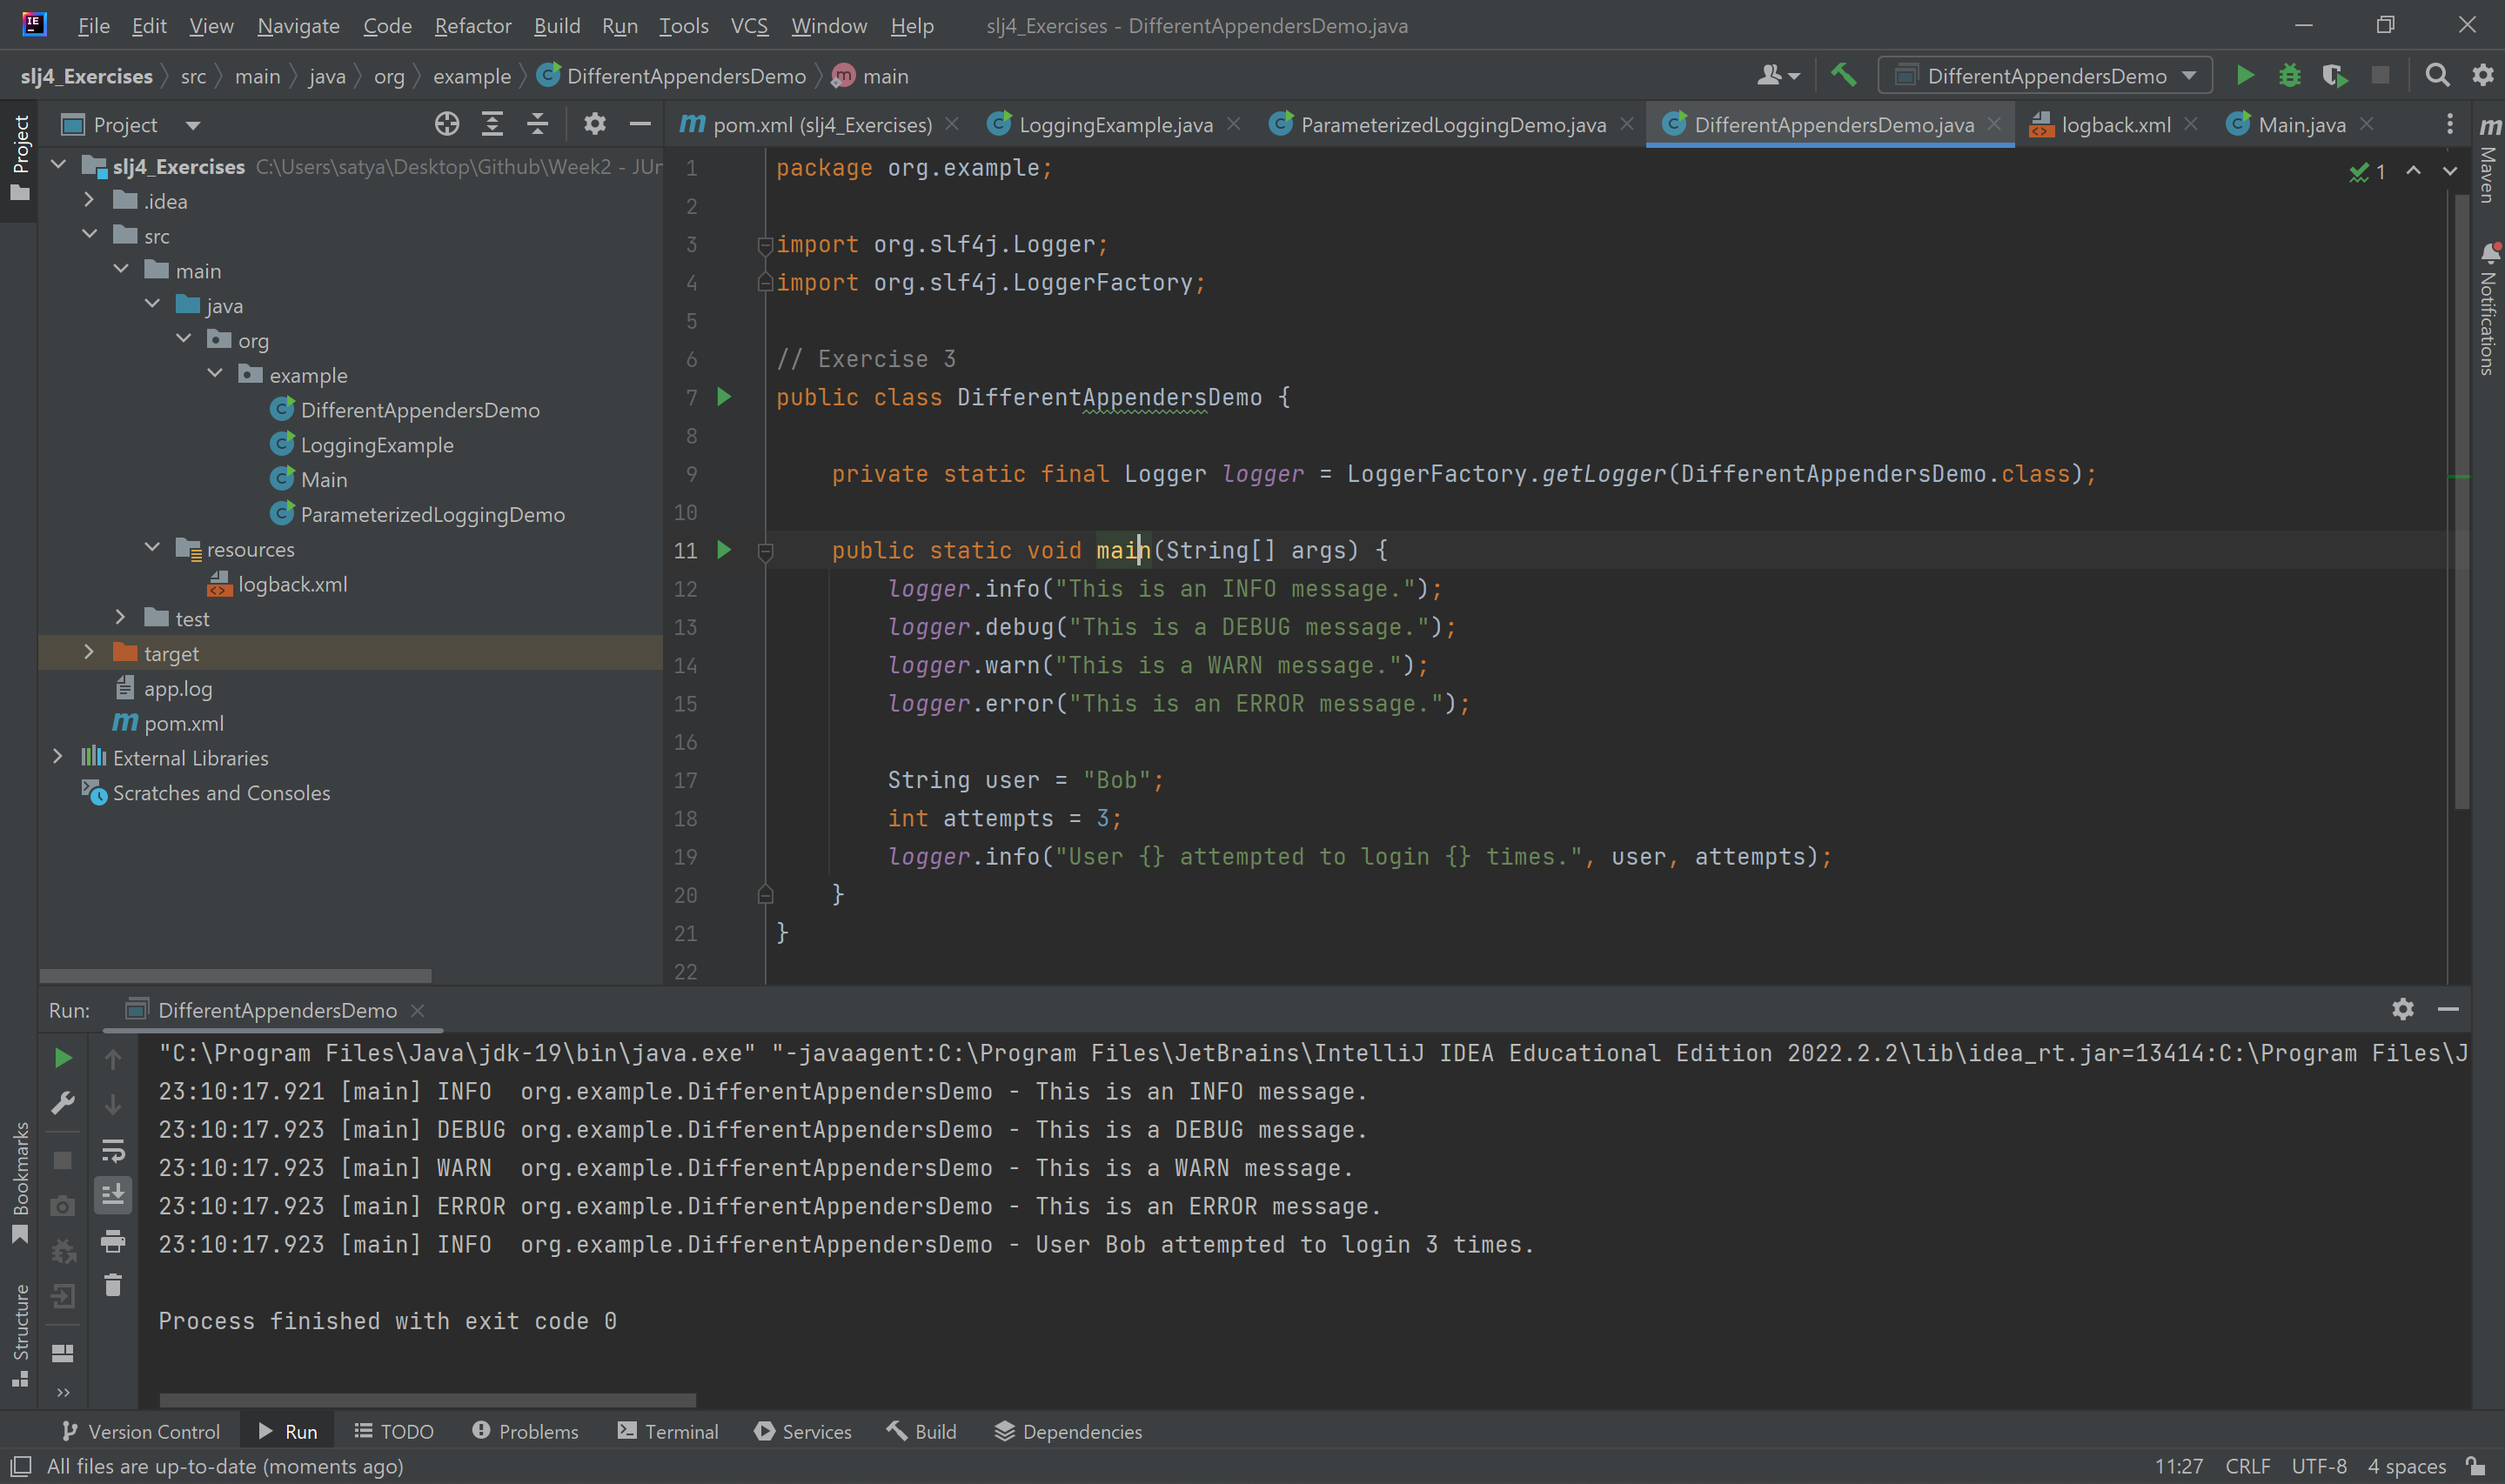 File Edit View Navigate Code Refactor Build Run Tools VCS Window Help slj4_Exercises - DifferentAppendersDemo.java
slj4_Exercises src main java org example DifferentAppendersDemo m main DifferentAppendersDemo
Project
Project
m pom.xml (slj4_Exercises) LoggingExample.java ParameterizedLoggingDemo.java DifferentAppendersDemo.java logback.xml Main.java
slj4_Exercises C:\Users\satya\Desktop\Github\Week2 - JUn
.idea
src
main
java
org
example
DifferentAppendersDemo
LoggingExample
Main
ParameterizedLoggingDemo
resources
logback.xml
test
target
app.log
m pom.xml
External Libraries
Scratches and Consoles
1 package org.example;
2
3 import org.slf4j.Logger;
4 import org.slf4j.LoggerFactory;
5
6 // Exercise 3
7 public class DifferentAppendersDemo {
8
9 private static final Logger logger = LoggerFactory.getLogger(DifferentAppendersDemo.class);
10
11 public static void main(String[] args) {
12 logger.info("This is an INFO message.");
13 logger.debug("This is a DEBUG message.");
14 logger.warn("This is a WARN message.");
15 logger.error("This is an ERROR message.");
16
17 String user = "Bob";
18 int attempts = 3;
19 logger.info("User {} attempted to login {} times.", user, attempts);
20 }
21 }
22
1
m Maven
Notifications
Run: DifferentAppendersDemo
"C:\Program Files\Java\jdk-19\bin\java.exe" "-javaagent:C:\Program Files\JetBrains\IntelliJ IDEA Educational Edition 2022.2.2\lib\idea_rt.jar=13414:C:\Program Files\J
23:10:17.921 [main] INFO  org.example.DifferentAppendersDemo - This is an INFO message.
23:10:17.923 [main] DEBUG org.example.DifferentAppendersDemo - This is a DEBUG message.
23:10:17.923 [main] WARN  org.example.DifferentAppendersDemo - This is a WARN message.
23:10:17.923 [main] ERROR org.example.DifferentAppendersDemo - This is an ERROR message.
23:10:17.923 [main] INFO  org.example.DifferentAppendersDemo - User Bob attempted to login 3 times.
Process finished with exit code 0
Bookmarks
Structure
Version Control Run TODO Problems Terminal Services Build Dependencies
All files are up-to-date (moments ago) 11:27 CRLF UTF-8 4 spaces